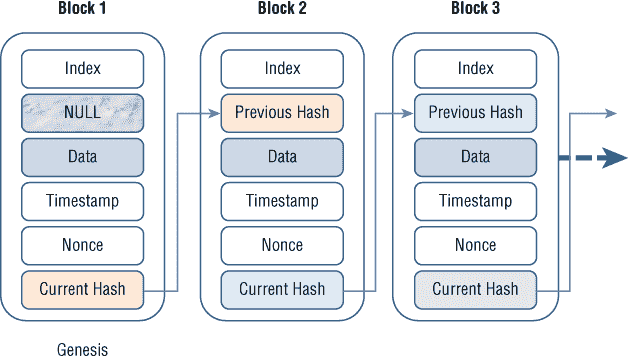 Block 1
Block 2
Block 3
Index
NULL
Data
Timestamp
Nonce
Current Hash
Index
Previous Hash
Data
Timestamp
Nonce
Current Hash
Index
Previous Hash
Data
Timestamp
Nonce
Current Hash
Genesis